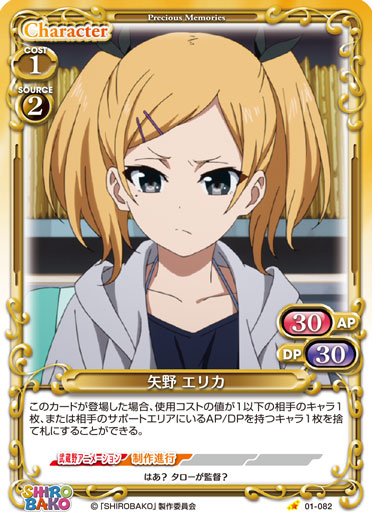 Precious Memories
Character
COST
1
SOURCE
2
30 AP
DP 30
矢野 エリカ
このカードが登場した場合、使用コストの値が1以下の相手のキャラ1
枚、または相手のサポートエリアにいるAP/DPを持つキャラ1枚を捨
て札にすることができる。
武蔵野アニメーション 制作進行
はあ? タローが監督?
SHIRO
BAKO
©「SHIROBAKO」製作委員会
01-082